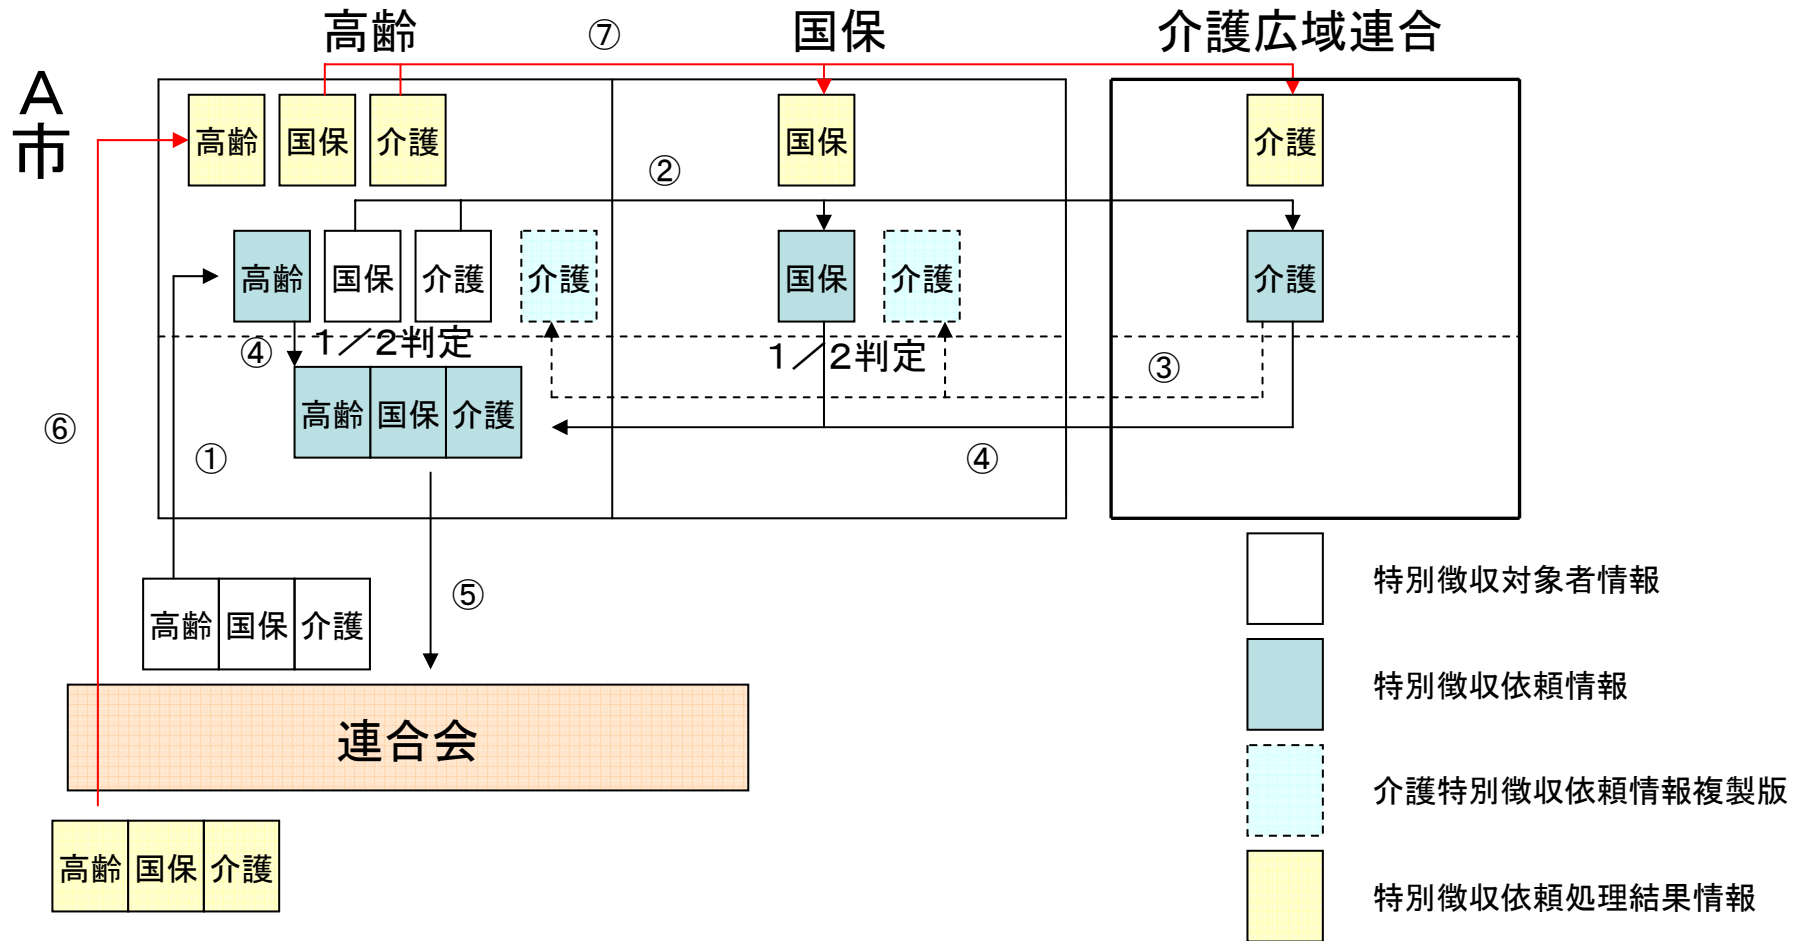 高齢 ⑦ 国保 介護広域連合
A市
高齢 国保 介護 国保 介護
②
高齢 国保 介護 介護 国保 介護 介護
④ 1/2判定 1/2判定 ③
高齢 国保 介護
⑥ ① ④
⑤
高齢 国保 介護
連合会
高齢 国保 介護
特別徴収対象者情報
特別徴収依頼情報
介護特別徴収依頼情報複製版
特別徴収依頼処理結果情報